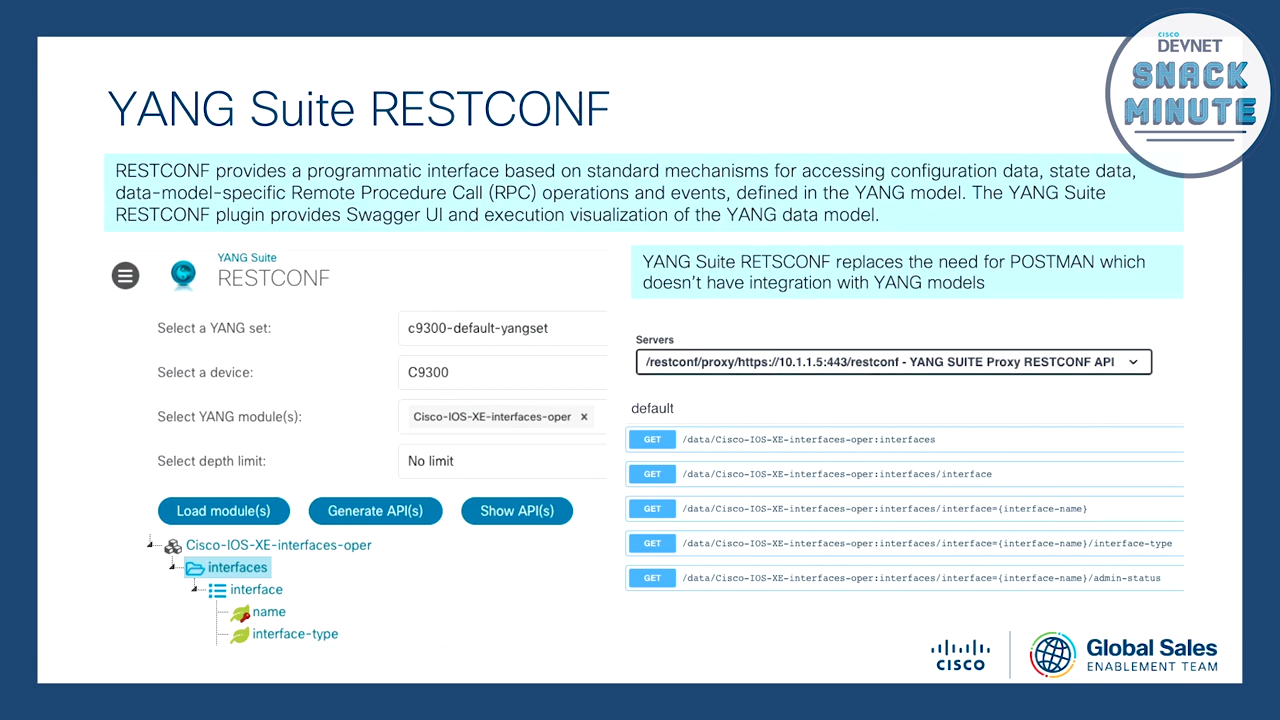 CISCO
DEVNET
SNACK
MINUTE
YANG Suite RESTCONF
RESTCONF provides a programmatic interface based on standard mechanisms for accessing configuration data, state data,
data-model-specific Remote Procedure Call (RPC) operations and events, defined in the YANG model. The YANG Suite
RESTCONF plugin provides Swagger UI and execution visualization of the YANG data model.
YANG Suite
RESTCONF
Select a YANG set:
c9300-default-yangset
Select a device:
C9300
Select YANG module(s):
Cisco-IOS-XE-interfaces-oper ×
Select depth limit:
No limit
Load module(s) Generate API(s) Show API(s)
Cisco-IOS-XE-interfaces-oper
interfaces
interface
name
interface-type
YANG Suite RETSCONF replaces the need for POSTMAN which
doesn't have integration with YANG models
Servers
/restconf/proxy/https://10.1.1.5:443/restconf - YANG SUITE Proxy RESTCONF API
default
GET /data/Cisco-IOS-XE-interfaces-oper:interfaces
GET /data/Cisco-IOS-XE-interfaces-oper:interfaces/interface
GET /data/Cisco-IOS-XE-interfaces-oper:interfaces/interface={interface-name}
GET /data/Cisco-IOS-XE-interfaces-oper:interfaces/interface={interface-name}/interface-type
GET /data/Cisco-IOS-XE-interfaces-oper:interfaces/interface={interface-name}/admin-status
CISCO
Global Sales
ENABLEMENT TEAM